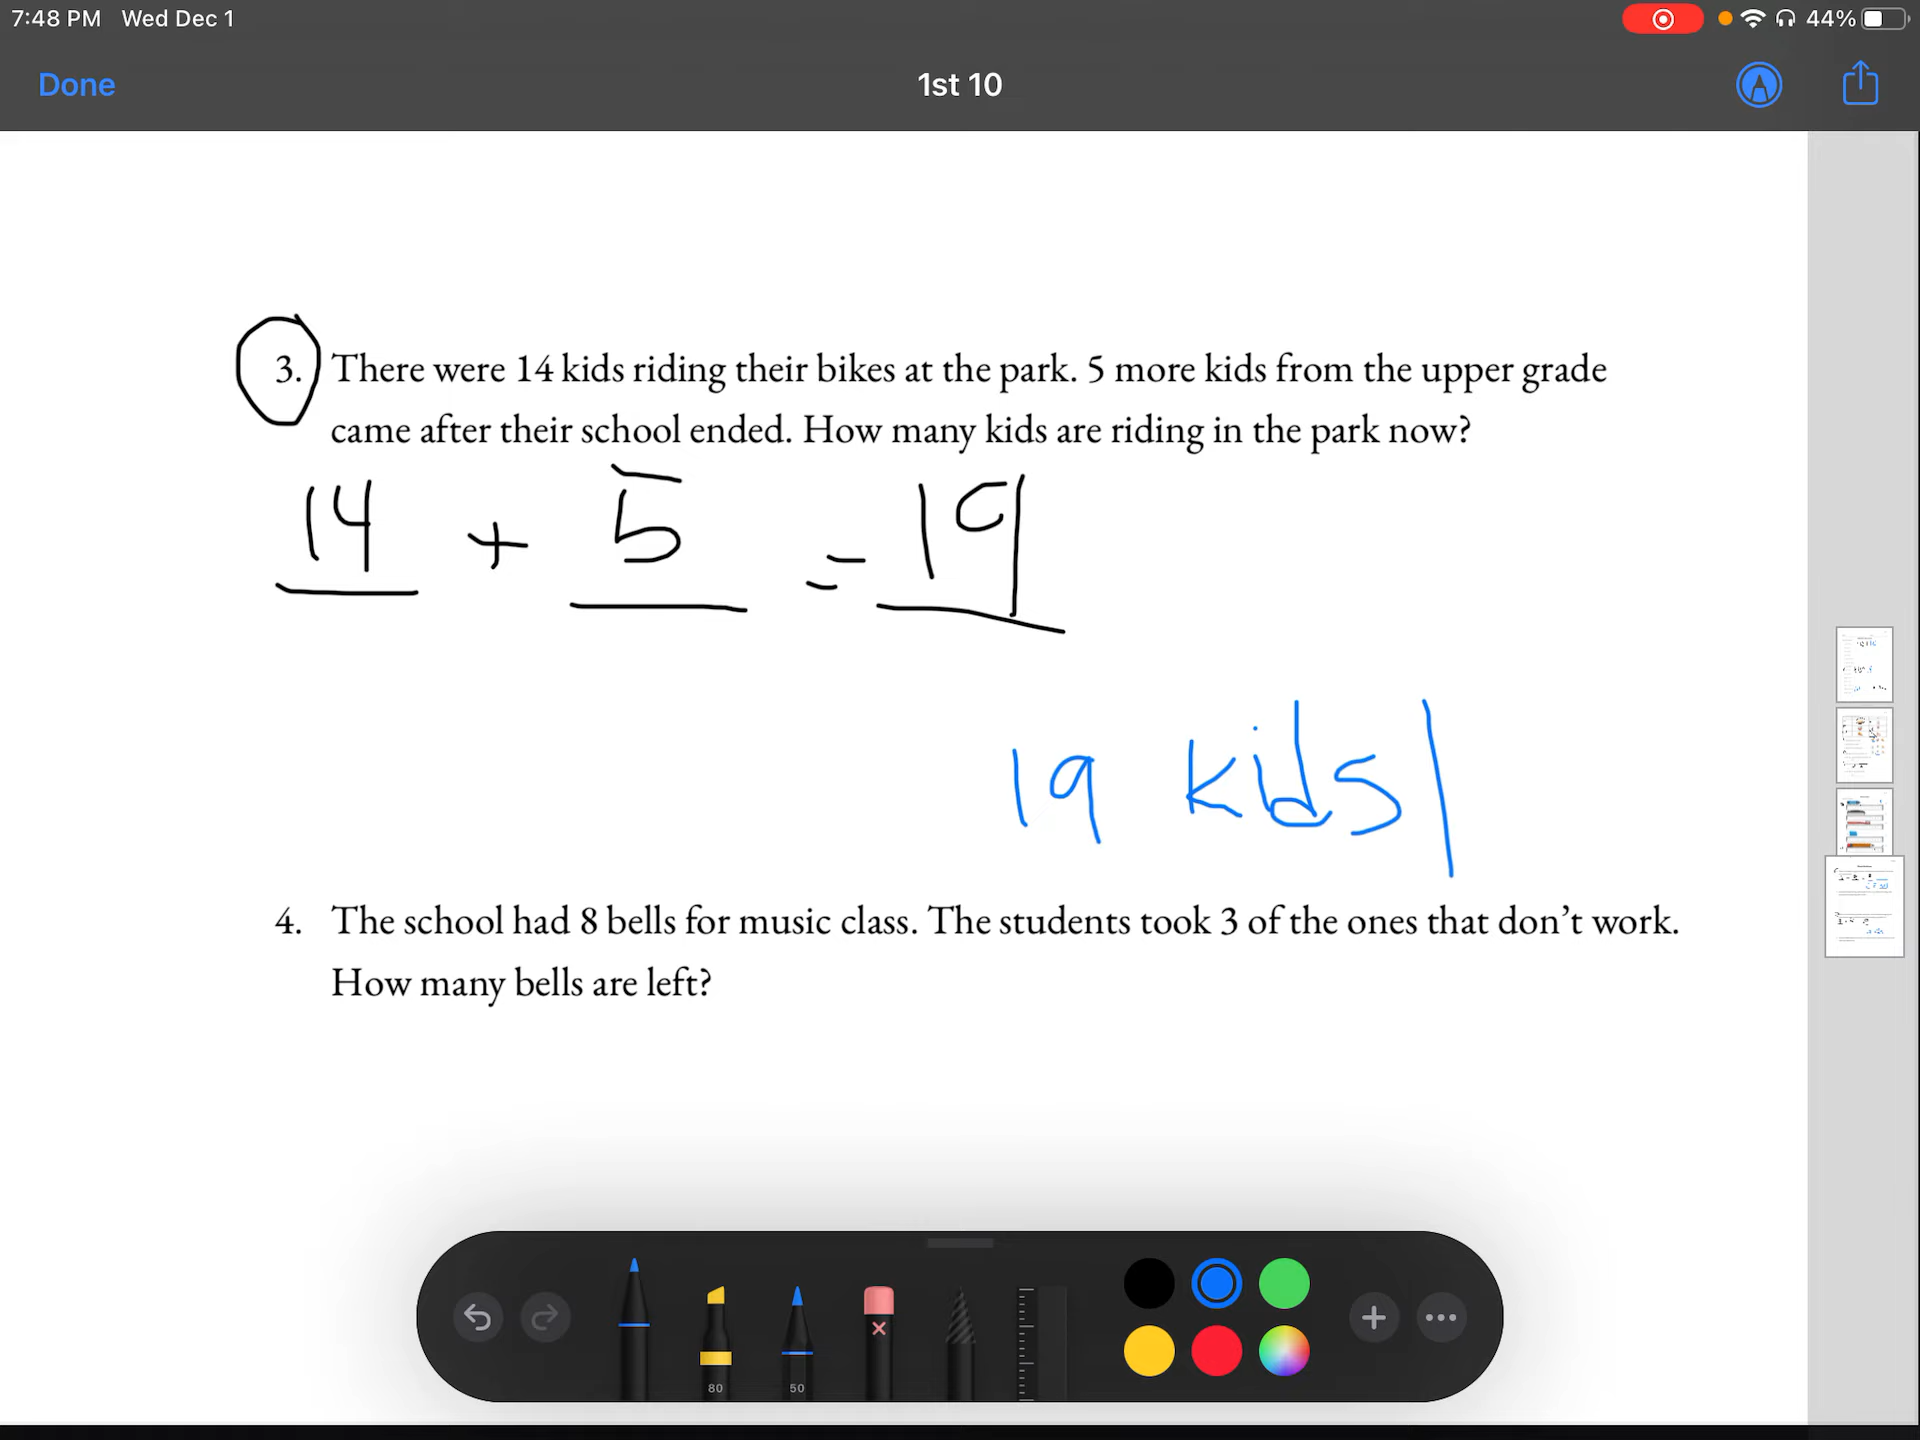 7:48 PM Wed Dec 1 44%
Done 1st 10
3. There were 14 kids riding their bikes at the park. 5 more kids from the upper grade
came after their school ended. How many kids are riding in the park now?
14 + 5 = 19
19 kids
4. The school had 8 bells for music class. The students took 3 of the ones that don’t work.
How many bells are left?
80 50